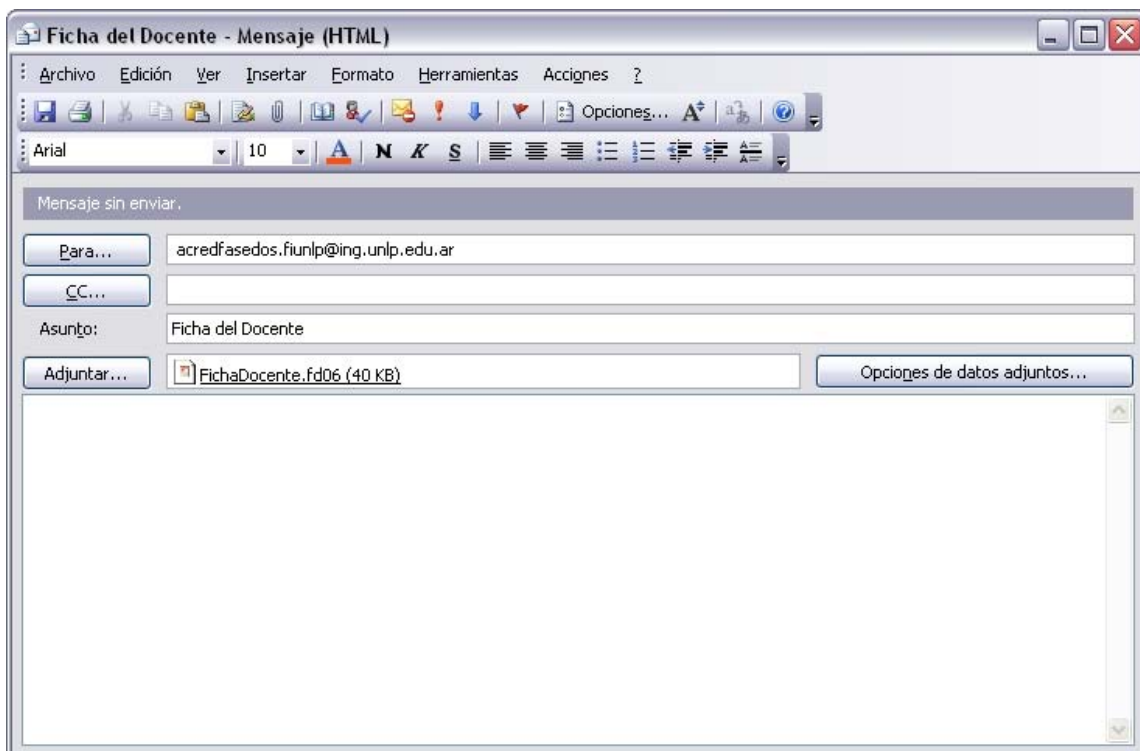 Ficha del Docente - Mensaje (HTML)
Archivo Edición Ver Insertar Formato Herramientas Acciones ?
Opciones...
Arial 10 A N K S
Mensaje sin enviar.
Para... acredfasedos.fiunlp@ing.unlp.edu.ar
CC...
Asunto: Ficha del Docente
Adjuntar... FichaDocente.fd06 (40 KB) Opciones de datos adjuntos...